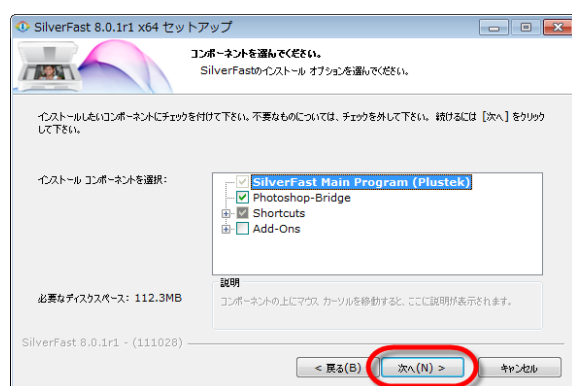 SilverFast 8.0.1r1 x64 セットアップ
コンポーネントを選んでください。
SilverFastのインストール オプションを選んでください。
インストールしたいコンポーネントにチェックを付けて下さい。不要なものについては、チェックを外して下さい。 続けるには [次へ] をクリック
して下さい。
インストール コンポーネントを選択:
SilverFast Main Program (Plustek)
Photoshop-Bridge
Shortcuts
Add-Ons
説明
必要なディスクスペース: 112.3MB
コンポーネントの上にマウス カーソルを移動すると、ここに説明が表示されます。
SilverFast 8.0.1r1 - (111028)
< 戻る(B)
次へ(N) >
キャンセル